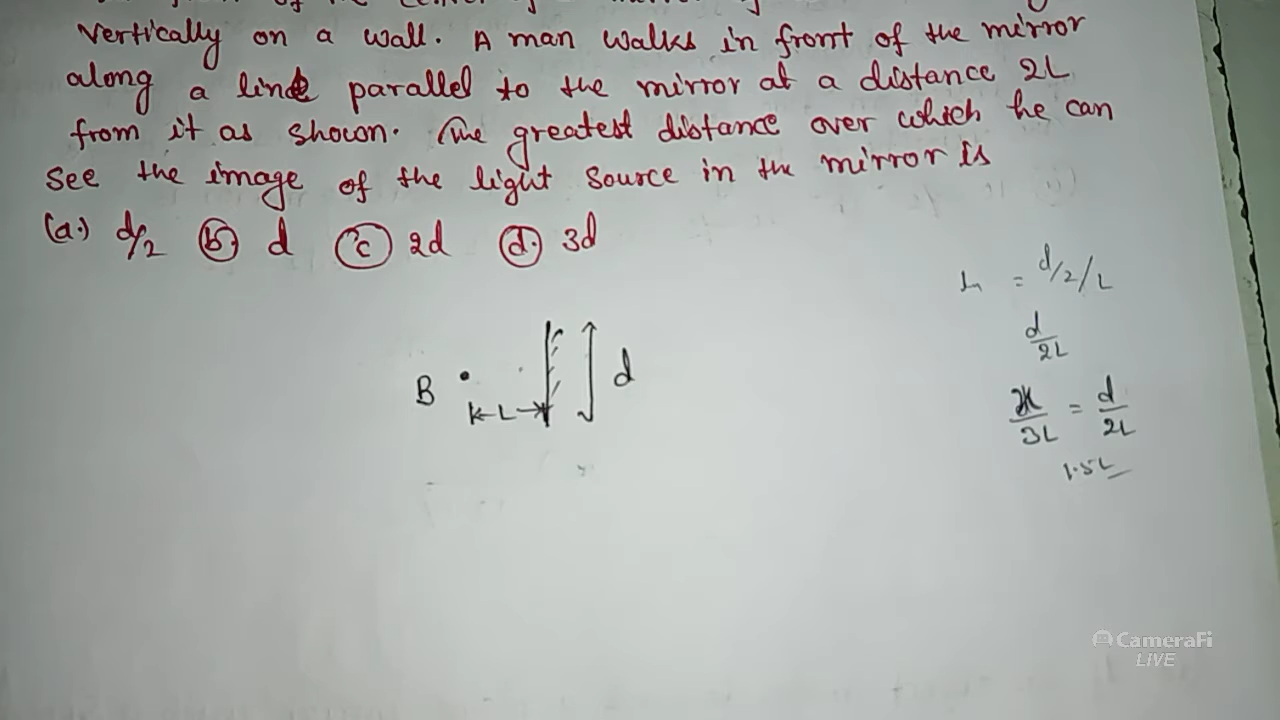 vertically on a wall. A man walks in front of the mirror
along a line parallel to the mirror at a distance 2L
from it as shown. The greatest distance over which he can
see the image of the light source in the mirror is
(a.) d/2 (b.) d (c) 2d (d.) 3d
= d/2/L
d/2L
x/3L = d/2L
1.5L
B
L
d
CameraFi
LIVE